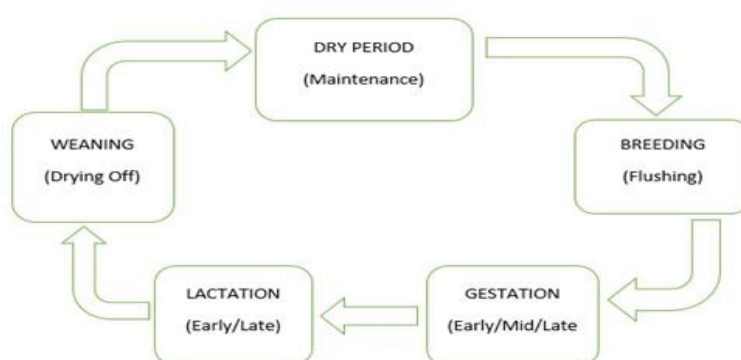 DRY PERIOD
(Maintenance)
BREEDING
(Flushing)
GESTATION
(Early/Mid/Late
LACTATION
(Early/Late)
WEANING
(Drying Off)